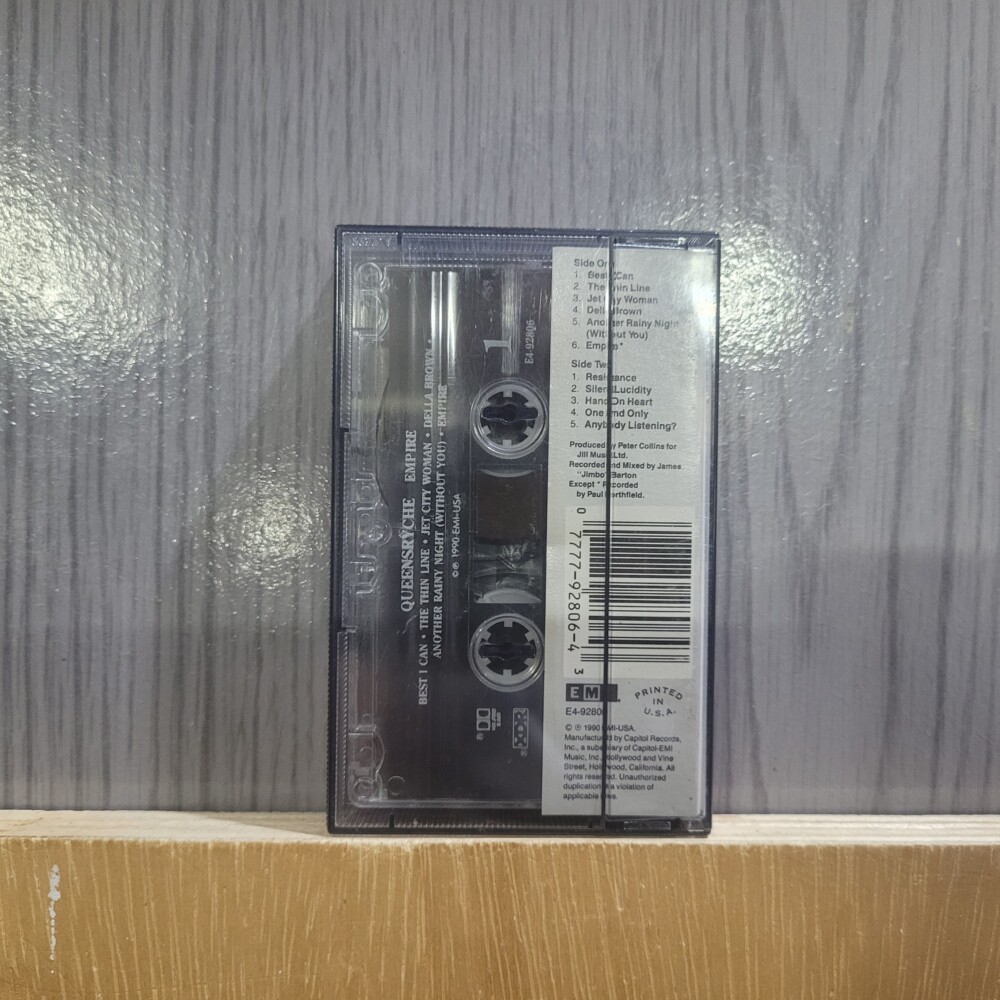 Side One
1. Best I Can
2. The Thin Line
3. Jet City Woman
4. Della Brown
5. Another Rainy Night
(Without You)
6. Empire*
Side Two
1. Resistance
2. Silent Lucidity
3. Hand On Heart
4. One and Only
5. Anybody Listening?
Produced by Peter Collins for
Jill Music Ltd.
Recorded and Mixed by James
"Jimbo" Barton
Except * Recorded
by Paul Northfield.
0 7777-92806-4 3
EMI
E4-92806
PRINTED
IN
U.S.A.
© ℗ 1990 EMI-USA.
Manufactured by Capitol Records,
Inc., a subsidiary of Capitol-EMI
Music, Inc. Hollywood and Vine
Street, Hollywood, California. All
rights reserved. Unauthorized
duplication is a violation of
applicable laws.
QUEENSRŸCHE EMPIRE
BEST I CAN • THE THIN LINE • JET CITY WOMAN • DELLA BROWN •
ANOTHER RAINY NIGHT (WITHOUT YOU) • EMPIRE
© ℗ 1990 EMI-USA
1
E4-92806
XDR